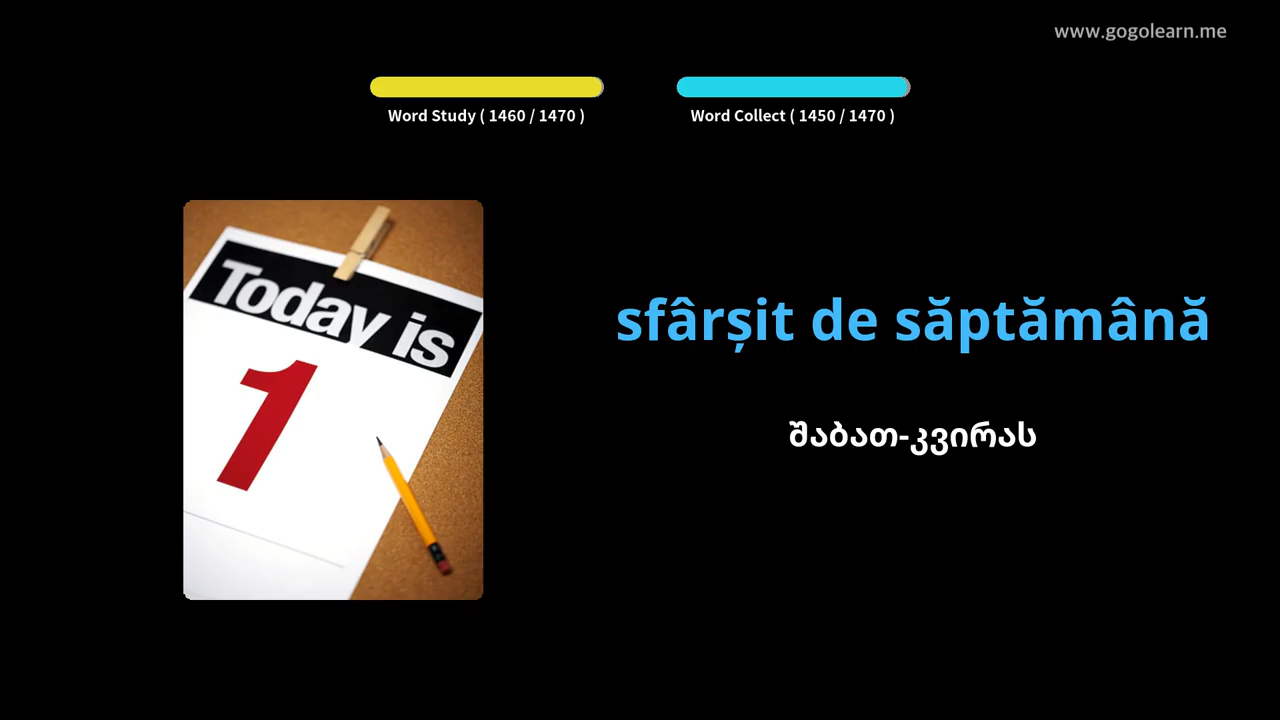 www.gogolearn.me
Word Study ( 1460 / 1470 )
Word Collect ( 1450 / 1470 )
Today is
1
sfârșit de săptămână
შაბათ-კვირას